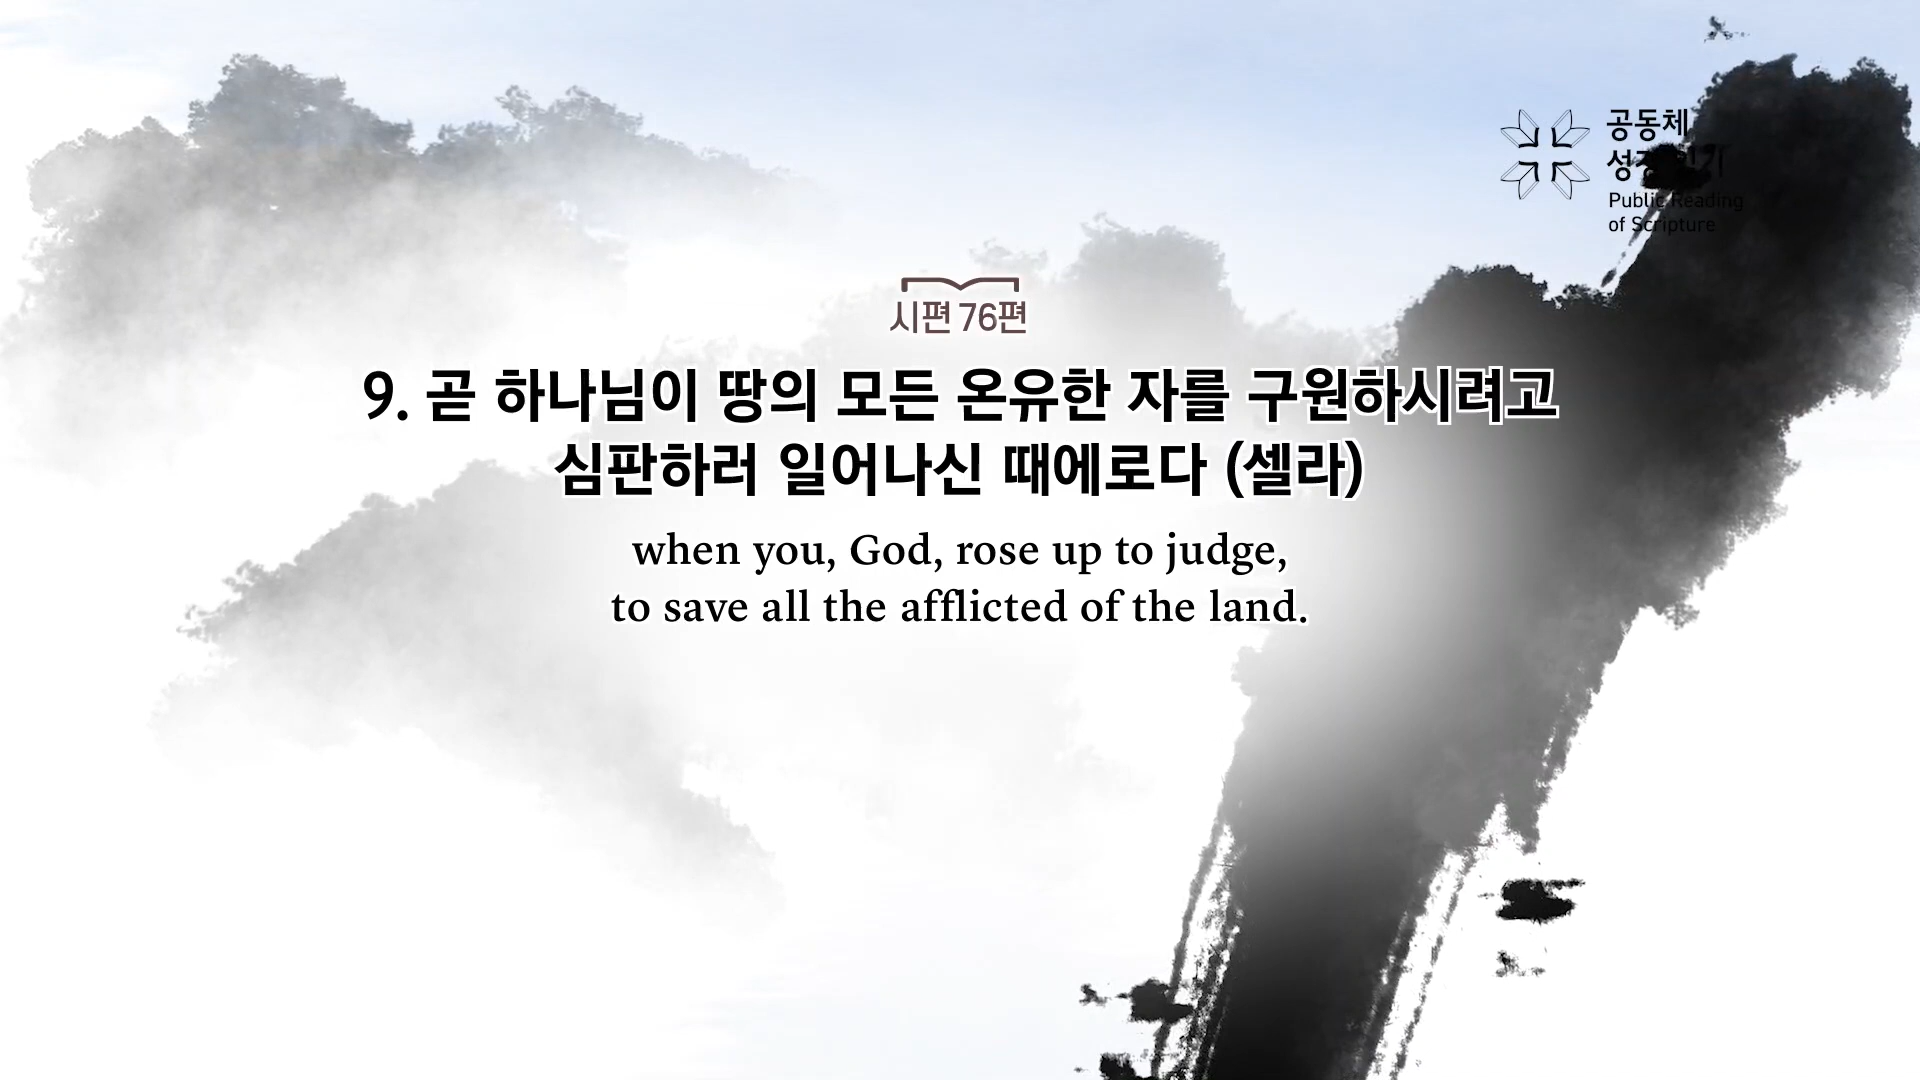 공동체
Public Reading
of Scripture
시편 76편
9. 곧 하나님이 땅의 모든 온유한 자를 구원하시려고
심판하러 일어나신 때에로다 (셀라)
when you, God, rose up to judge,
to save all the afflicted of the land.